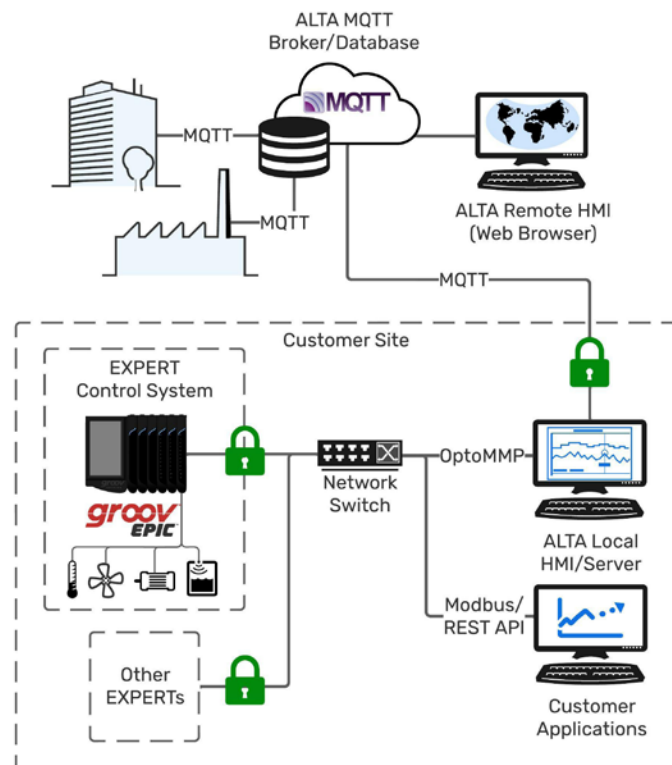 ALTA MQTT
Broker/Database
MQTT
MQTT
MQTT
ALTA Remote HMI
(Web Browser)
MQTT
Customer Site
EXPERT
Control System
groov
groov
EPIC
Network
Switch
OptoMMP
ALTA Local
HMI/Server
Modbus/
REST API
Other
EXPERTs
Customer
Applications